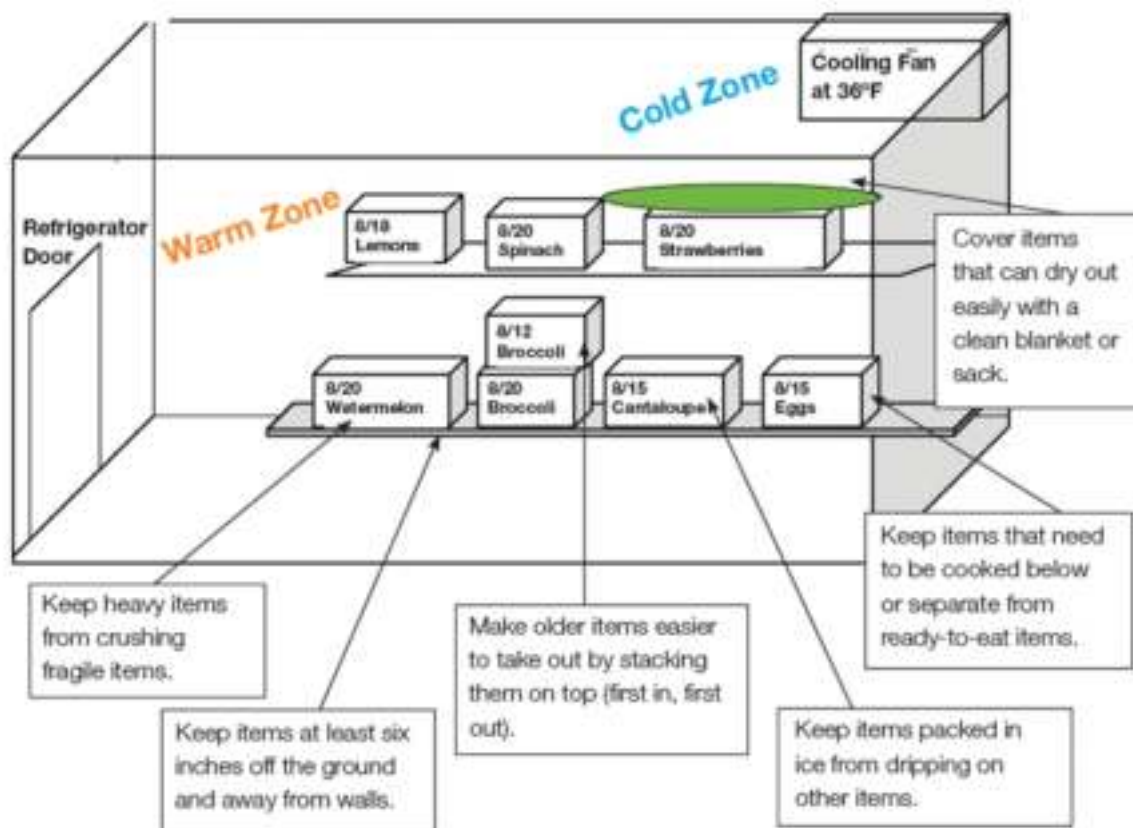 Cooling Fan
at 36°F
Cold Zone
Warm Zone
Refrigerator
Door
8/18
Lemons
8/20
Spinach
8/20
Strawberries
Cover items
that can dry out
easily with a
clean blanket or
sack.
8/12
Broccoli
8/20
Watermelon
8/20
Broccoli
8/15
Cantaloupe
8/15
Eggs
Keep items that need
to be cooked below
or separate from
ready-to-eat items.
Keep heavy items
from crushing
fragile items.
Make older items easier
to take out by stacking
them on top (first in, first
out).
Keep items at least six
inches off the ground
and away from walls.
Keep items packed in
ice from dripping on
other items.